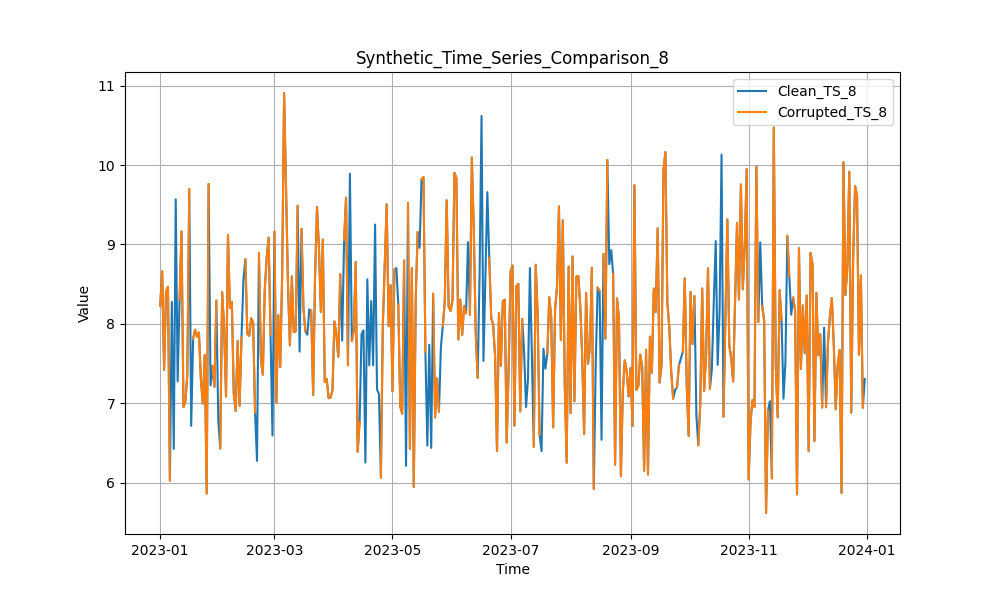 Synthetic_Time_Series_Comparison_8
Clean_TS_8
Corrupted_TS_8
Value
11
10
9
8
7
6
2023-01
2023-03
2023-05
2023-07
2023-09
2023-11
2024-01
Time